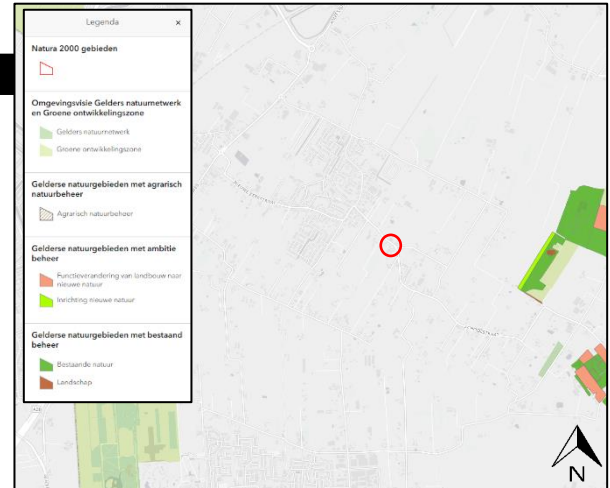 Legenda ×
Natura 2000 gebieden
Omgevingsvisie Gelders natuurnetwerk
en Groene ontwikkelingszone
Gelders natuurnetwerk
Groene ontwikkelingszone
Gelderse natuurgebieden met agrarisch
natuurbeheer
Agrarisch natuurbeheer
Gelderse natuurgebieden met ambitie
beheer
Functieverandering van landbouw naar
nieuwe natuur
Inrichting nieuwe natuur
Gelderse natuurgebieden met bestaand
beheer
Bestaande natuur
Landschap
N